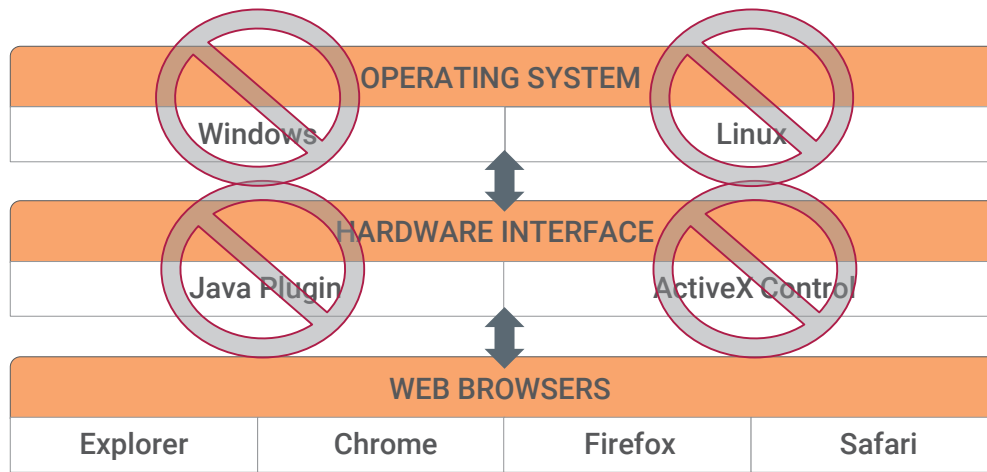 OPERATING SYSTEM
Windows Linux
HARDWARE INTERFACE
Java Plugin ActiveX Control
WEB BROWSERS
Explorer Chrome Firefox Safari